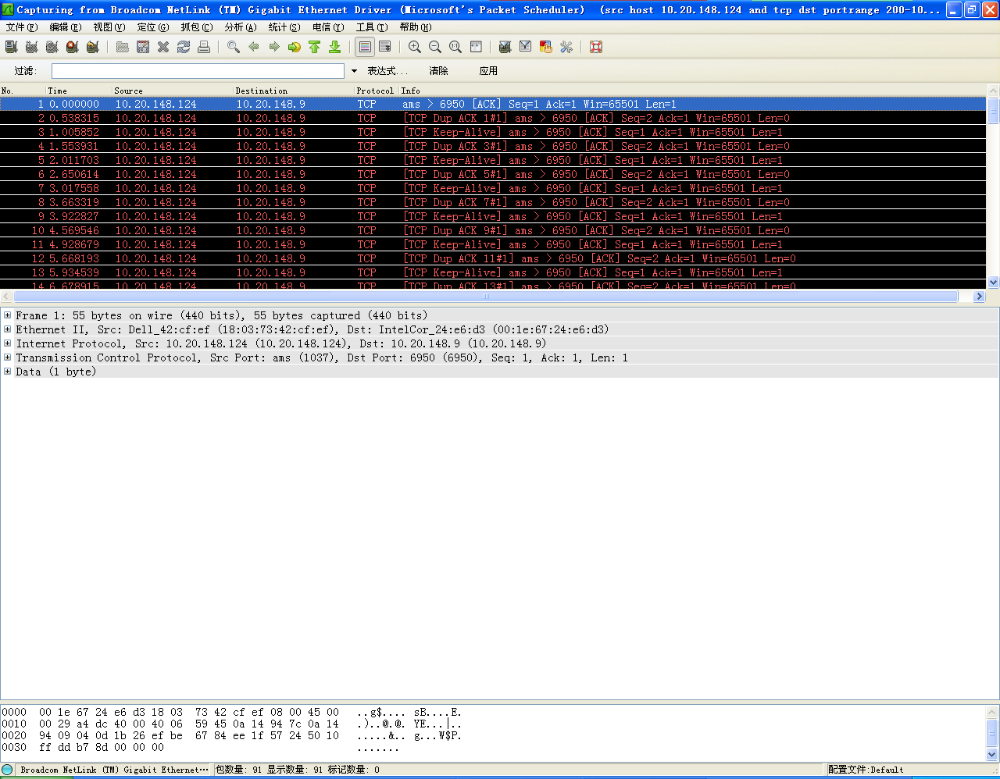 Capturing from Broadcom NetLink (TM) Gigabit Ethernet Driver (Microsoft's Packet Scheduler)   (src host 10.20.148.124 and tcp dst portrange 200-10...
文件(F) 编辑(E) 视图(V) 定位(G) 抓包(C) 分析(A) 统计(S) 电信(Y) 工具(T) 帮助(H)
过滤: 表达式... 清除 应用
No. Time Source Destination Protocol Info
1 0.000000 10.20.148.124 10.20.148.9 TCP ams > 6950 [ACK] Seq=1 Ack=1 Win=65501 Len=1
2 0.538315 10.20.148.124 10.20.148.9 TCP [TCP Dup ACK 1#1] ams > 6950 [ACK] Seq=2 Ack=1 Win=65501 Len=0
3 1.005852 10.20.148.124 10.20.148.9 TCP [TCP Keep-Alive] ams > 6950 [ACK] Seq=1 Ack=1 Win=65501 Len=1
4 1.553931 10.20.148.124 10.20.148.9 TCP [TCP Dup ACK 3#1] ams > 6950 [ACK] Seq=2 Ack=1 Win=65501 Len=0
5 2.011703 10.20.148.124 10.20.148.9 TCP [TCP Keep-Alive] ams > 6950 [ACK] Seq=1 Ack=1 Win=65501 Len=1
6 2.650614 10.20.148.124 10.20.148.9 TCP [TCP Dup ACK 5#1] ams > 6950 [ACK] Seq=2 Ack=1 Win=65501 Len=0
7 3.017558 10.20.148.124 10.20.148.9 TCP [TCP Keep-Alive] ams > 6950 [ACK] Seq=1 Ack=1 Win=65501 Len=1
8 3.663319 10.20.148.124 10.20.148.9 TCP [TCP Dup ACK 7#1] ams > 6950 [ACK] Seq=2 Ack=1 Win=65501 Len=0
9 3.922827 10.20.148.124 10.20.148.9 TCP [TCP Keep-Alive] ams > 6950 [ACK] Seq=1 Ack=1 Win=65501 Len=1
10 4.569546 10.20.148.124 10.20.148.9 TCP [TCP Dup ACK 9#1] ams > 6950 [ACK] Seq=2 Ack=1 Win=65501 Len=0
11 4.928679 10.20.148.124 10.20.148.9 TCP [TCP Keep-Alive] ams > 6950 [ACK] Seq=1 Ack=1 Win=65501 Len=1
12 5.668193 10.20.148.124 10.20.148.9 TCP [TCP Dup ACK 11#1] ams > 6950 [ACK] Seq=2 Ack=1 Win=65501 Len=0
13 5.934539 10.20.148.124 10.20.148.9 TCP [TCP Keep-Alive] ams > 6950 [ACK] Seq=1 Ack=1 Win=65501 Len=1
14 6.678915 10.20.148.124 10.20.148.9 TCP [TCP Dup ACK 13#1] ams > 6950 [ACK] Seq=2 Ack=1 Win=65501 Len=0
Frame 1: 55 bytes on wire (440 bits), 55 bytes captured (440 bits)
Ethernet II, Src: Dell_42:cf:ef (18:03:73:42:cf:ef), Dst: IntelCor_24:e6:d3 (00:1e:67:24:e6:d3)
Internet Protocol, Src: 10.20.148.124 (10.20.148.124), Dst: 10.20.148.9 (10.20.148.9)
Transmission Control Protocol, Src Port: ams (1037), Dst Port: 6950 (6950), Seq: 1, Ack: 1, Len: 1
Data (1 byte)
0000  00 1e 67 24 e6 d3 18 03  73 42 cf ef 08 00 45 00   ..g$.... sB....E.
0010  00 29 a4 dc 40 00 40 06  59 45 0a 14 94 7c 0a 14   .)..@.@. YE...|..
0020  94 09 04 0d 1b 26 ef be  67 84 ee 1f 57 24 50 10   .....&.. g...W$P.
0030  ff dd b7 8d 00 00 00                               .......
Broadcom NetLink (TM) Gigabit Ethernet… 包数量: 91 显示数量: 91 标记数量: 0 配置文件:Default